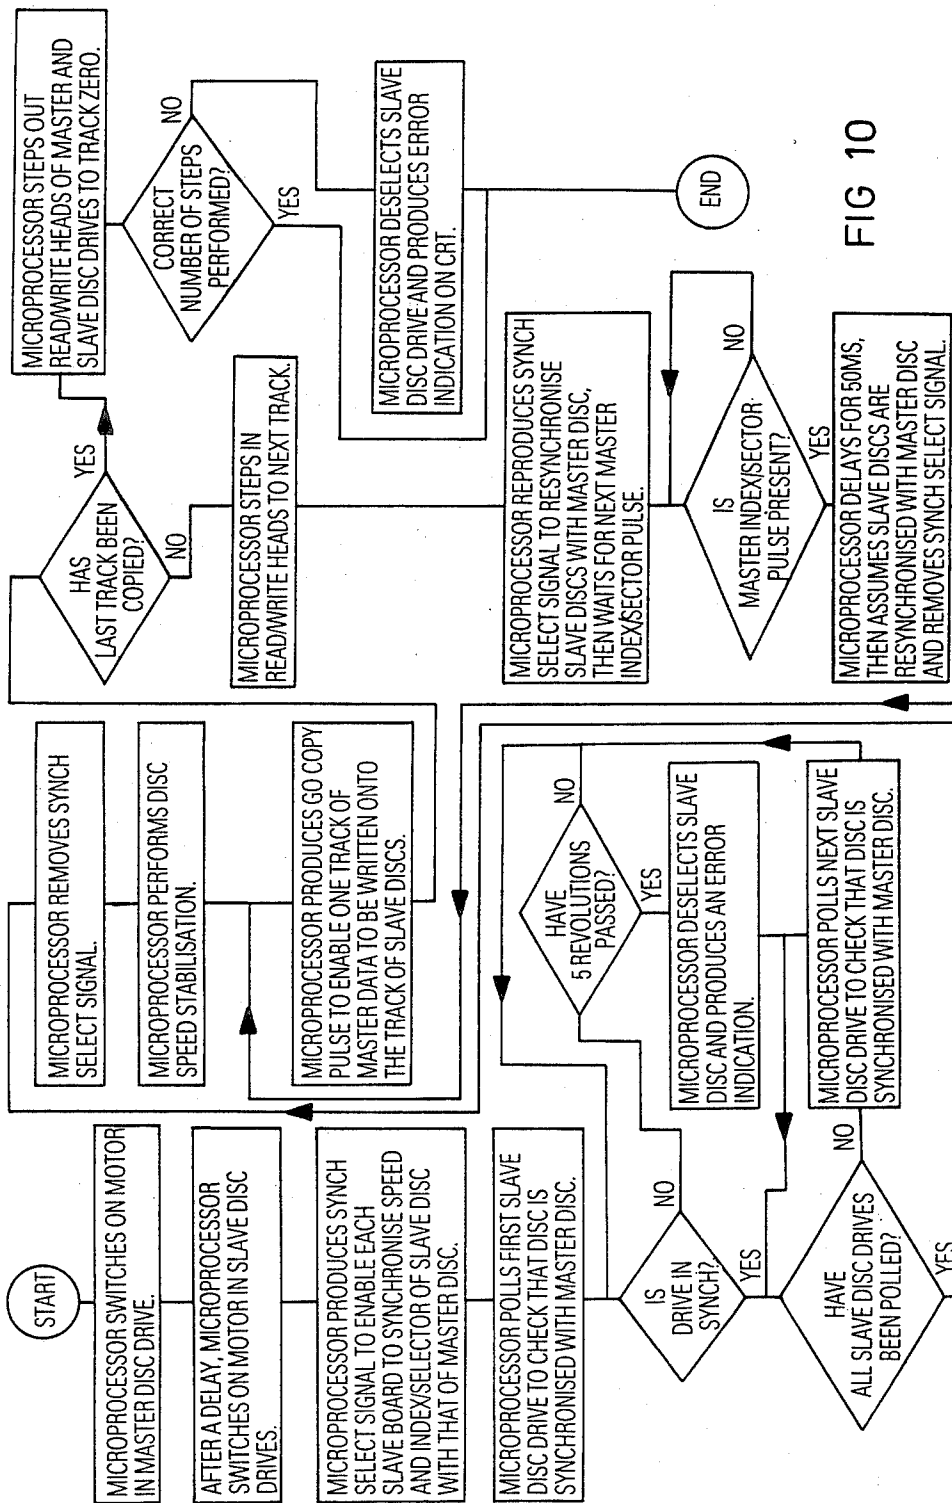 START
MICROPROCESSOR SWITCHES ON MOTOR
IN MASTER DISC DRIVE.
AFTER A DELAY, MICROPROCESSOR
SWITCHES ON MOTOR IN SLAVE DISC
DRIVES.
MICROPROCESSOR PRODUCES SYNCH
SELECT SIGNAL TO ENABLE EACH
SLAVE BOARD TO SYNCHRONISE SPEED
AND INDEX/SELECTOR OF SLAVE DISC
WITH THAT OF MASTER DISC.
MICROPROCESSOR POLLS FIRST SLAVE
DISC DRIVE TO CHECK THAT DISC IS
SYNCHRONISED WITH MASTER DISC.
IS
DRIVE IN
SYNCH?
NO
YES
HAVE
ALL SLAVE DISC DRIVES
BEEN POLLED?
NO
YES
HAVE
5 REVOLUTIONS
PASSED?
NO
YES
MICROPROCESSOR DESELECTS SLAVE
DISC AND PRODUCES AN ERROR
INDICATION.
MICROPROCESSOR POLLS NEXT SLAVE
DISC DRIVE TO CHECK THAT DISC IS
SYNCHRONISED WITH MASTER DISC.
MICROPROCESSOR REMOVES SYNCH
SELECT SIGNAL.
MICROPROCESSOR PERFORMS DISC
SPEED STABILISATION.
MICROPROCESSOR PRODUCES GO COPY
PULSE TO ENABLE ONE TRACK OF
MASTER DATA TO BE WRITTEN ONTO
THE TRACK OF SLAVE DISCS.
HAS
LAST TRACK BEEN
COPIED?
YES
NO
MICROPROCESSOR STEPS IN
READ/WRITE HEADS TO NEXT TRACK.
MICROPROCESSOR REPRODUCES SYNCH
SELECT SIGNAL TO RESYNCHRONISE
SLAVE DISCS WITH MASTER DISC,
THEN WAITS FOR NEXT MASTER
INDEX/SECTOR PULSE.
IS
MASTER INDEX/SECTOR
PULSE PRESENT?
NO
YES
MICROPROCESSOR DELAYS FOR 50MS,
THEN ASSUMES SLAVE DISCS ARE
RESYNCHRONISED WITH MASTER DISC
AND REMOVES SYNCH SELECT SIGNAL.
MICROPROCESSOR STEPS OUT
READ/WRITE HEADS OF MASTER AND
SLAVE DISC DRIVES TO TRACK ZERO.
CORRECT
NUMBER OF STEPS
PERFORMED?
NO
YES
MICROPROCESSOR DESELECTS SLAVE
DISC DRIVE AND PRODUCES ERROR
INDICATION ON CRT.
END
FIG 10